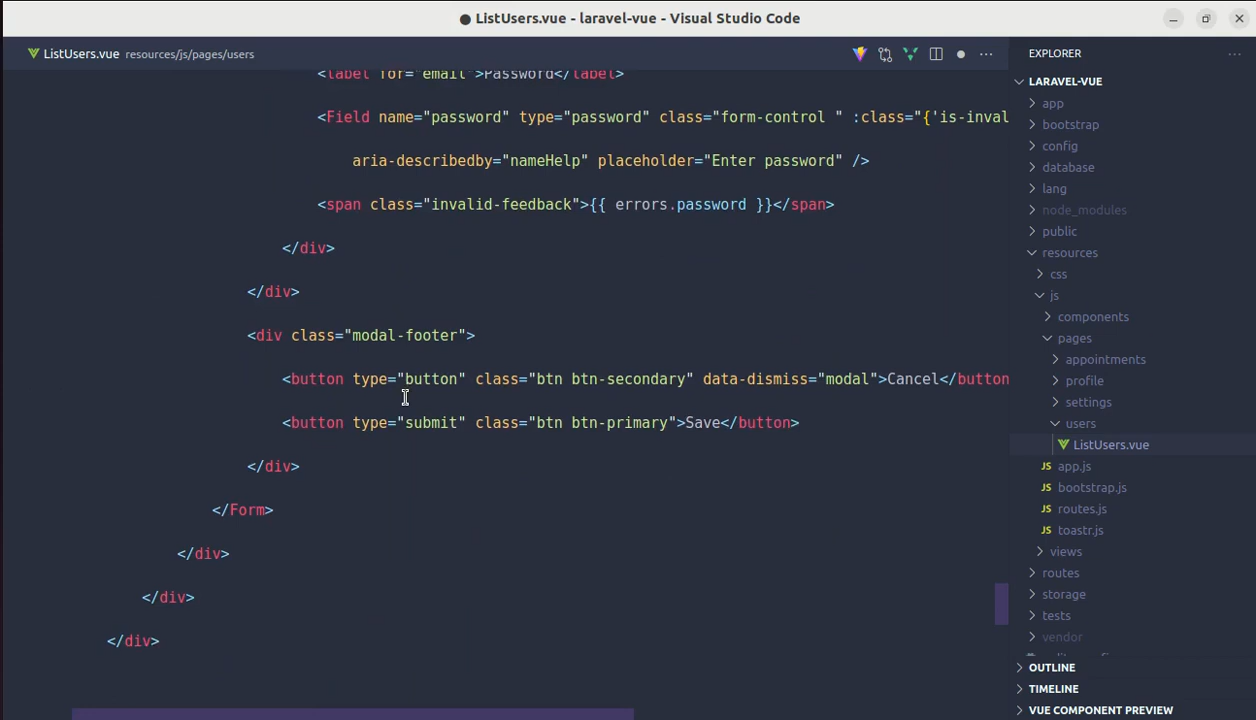 ListUsers.vue - laravel-vue - Visual Studio Code
ListUsers.vue resources/js/pages/users
<label for="email">Password</label>
<Field name="password" type="password" class="form-control " :class="{'is-inval
aria-describedby="nameHelp" placeholder="Enter password" />
<span class="invalid-feedback">{{ errors.password }}</span>
</div>
</div>
<div class="modal-footer">
<button type="button" class="btn btn-secondary" data-dismiss="modal">Cancel</button
<button type="submit" class="btn btn-primary">Save</button>
</div>
</Form>
</div>
</div>
</div>
EXPLORER
LARAVEL-VUE
app
bootstrap
config
database
lang
node_modules
public
resources
css
js
components
pages
appointments
profile
settings
users
ListUsers.vue
JS app.js
JS bootstrap.js
JS routes.js
JS toastr.js
views
routes
storage
tests
vendor
OUTLINE
TIMELINE
VUE COMPONENT PREVIEW